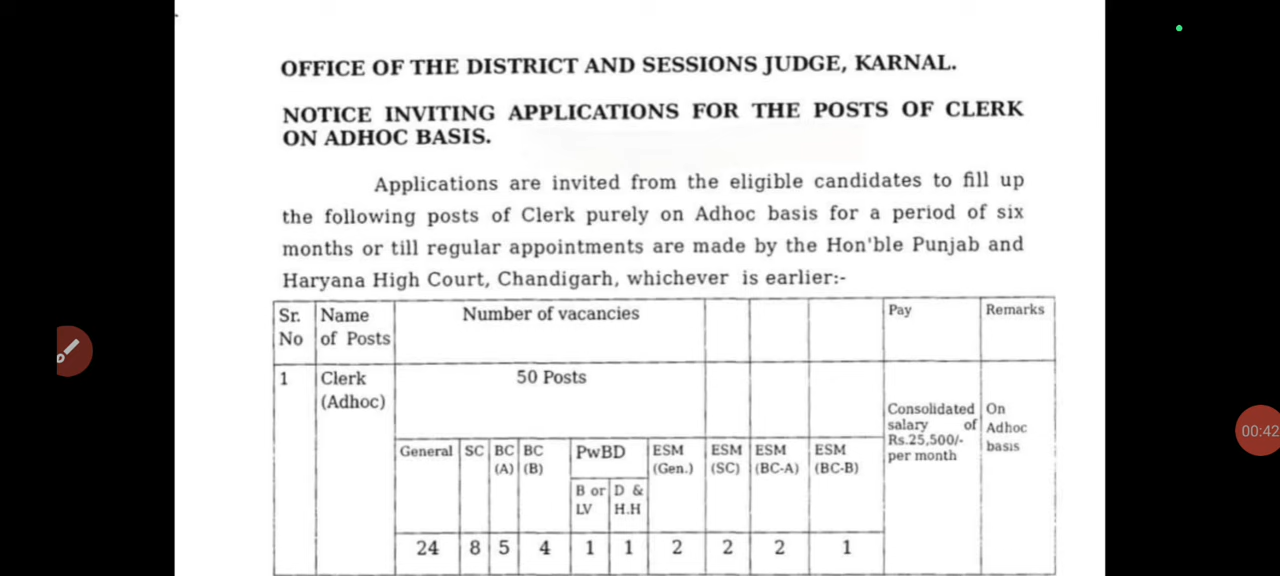 OFFICE OF THE DISTRICT AND SESSIONS JUDGE, KARNAL.
NOTICE INVITING APPLICATIONS FOR THE POSTS OF CLERK
ON ADHOC BASIS.
Applications are invited from the eligible candidates to fill up
the following posts of Clerk purely on Adhoc basis for a period of six
months or till regular appointments are made by the Hon'ble Punjab and
Haryana High Court, Chandigarh, whichever is earlier:-
Sr. No
Name of Posts
Number of vacancies
Pay
Remarks
1
Clerk
(Adhoc)
50 Posts
Consolidated
salary of
Rs.25,500/-
per month
On
Adhoc
basis
General
SC
BC
(A)
BC
(B)
PwBD
ESM
(Gen.)
ESM
(SC)
ESM
(BC-A)
ESM
(BC-B)
B or
LV
D &
H.H
24 8 5 4 1 1 2 2 2 1
00:42